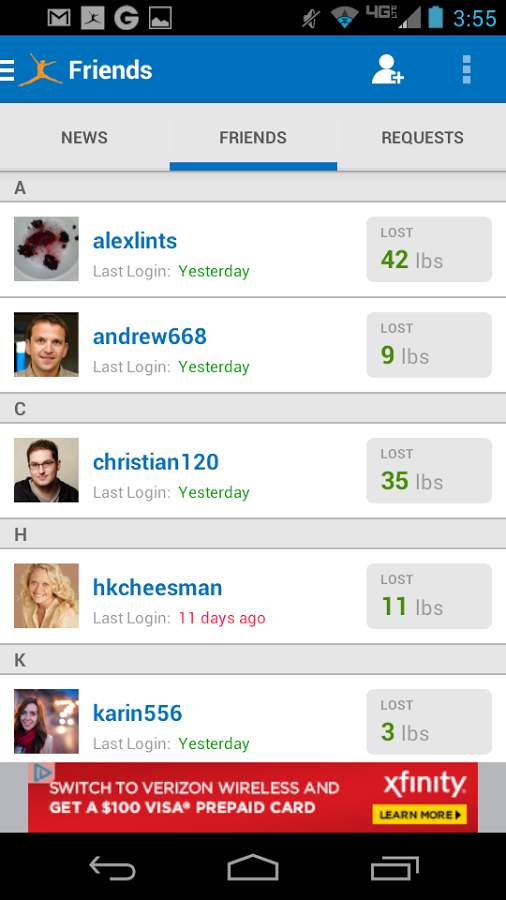 4G
3:55
Friends
NEWS
FRIENDS
REQUESTS
A
alexlints
Last Login: Yesterday
LOST
42 lbs
andrew668
Last Login: Yesterday
LOST
9 lbs
C
christian120
Last Login: Yesterday
LOST
35 lbs
H
hkcheesman
Last Login: 11 days ago
LOST
11 lbs
K
karin556
Last Login: Yesterday
LOST
3 lbs
SWITCH TO VERIZON WIRELESS AND
GET A $100 VISA® PREPAID CARD
xfinity
LEARN MORE